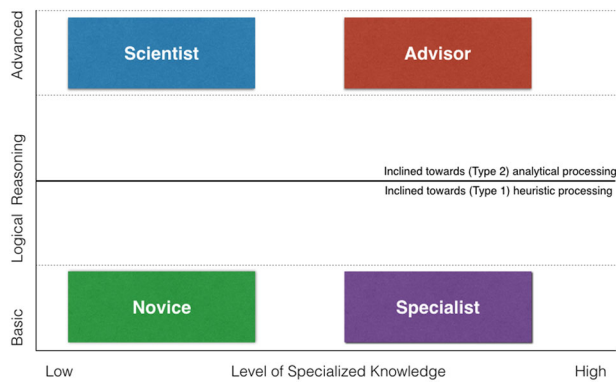 Advanced
Scientist
Advisor
Logical Reasoning
Inclined towards (Type 2) analytical processing
Inclined towards (Type 1) heuristic processing
Basic
Novice
Specialist
Low
Level of Specialized Knowledge
High